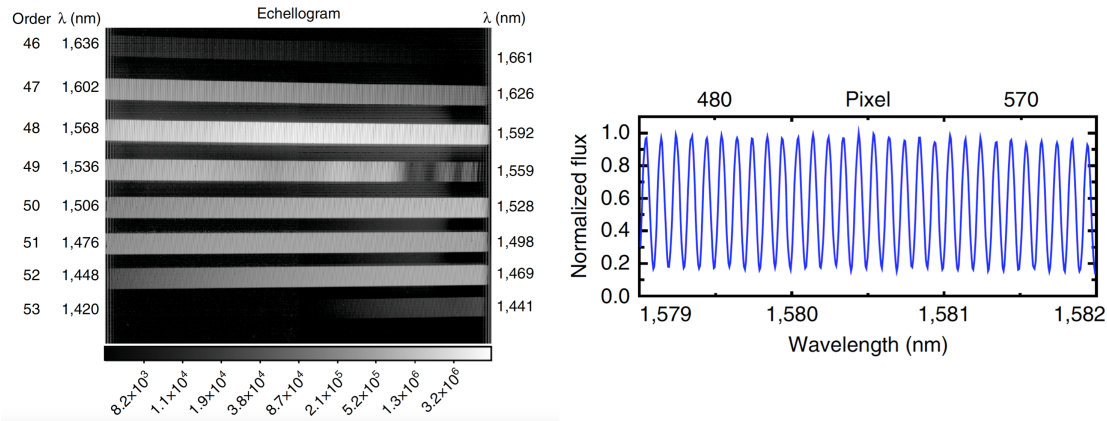 Echellogram
Order λ (nm) λ (nm)
46 1,636 1,661
47 1,602 1,626
48 1,568 1,592
49 1,536 1,559
50 1,506 1,528
51 1,476 1,498
52 1,448 1,469
53 1,420 1,441
8.2×10³ 1.1×10⁴ 1.9×10⁴ 3.8×10⁴ 8.7×10⁴ 2.1×10⁵ 5.2×10⁵ 1.3×10⁶ 3.2×10⁶
480 Pixel 570
Normalized flux
1.0
0.8
0.6
0.4
0.2
0.0
1,579 1,580 1,581 1,582
Wavelength (nm)